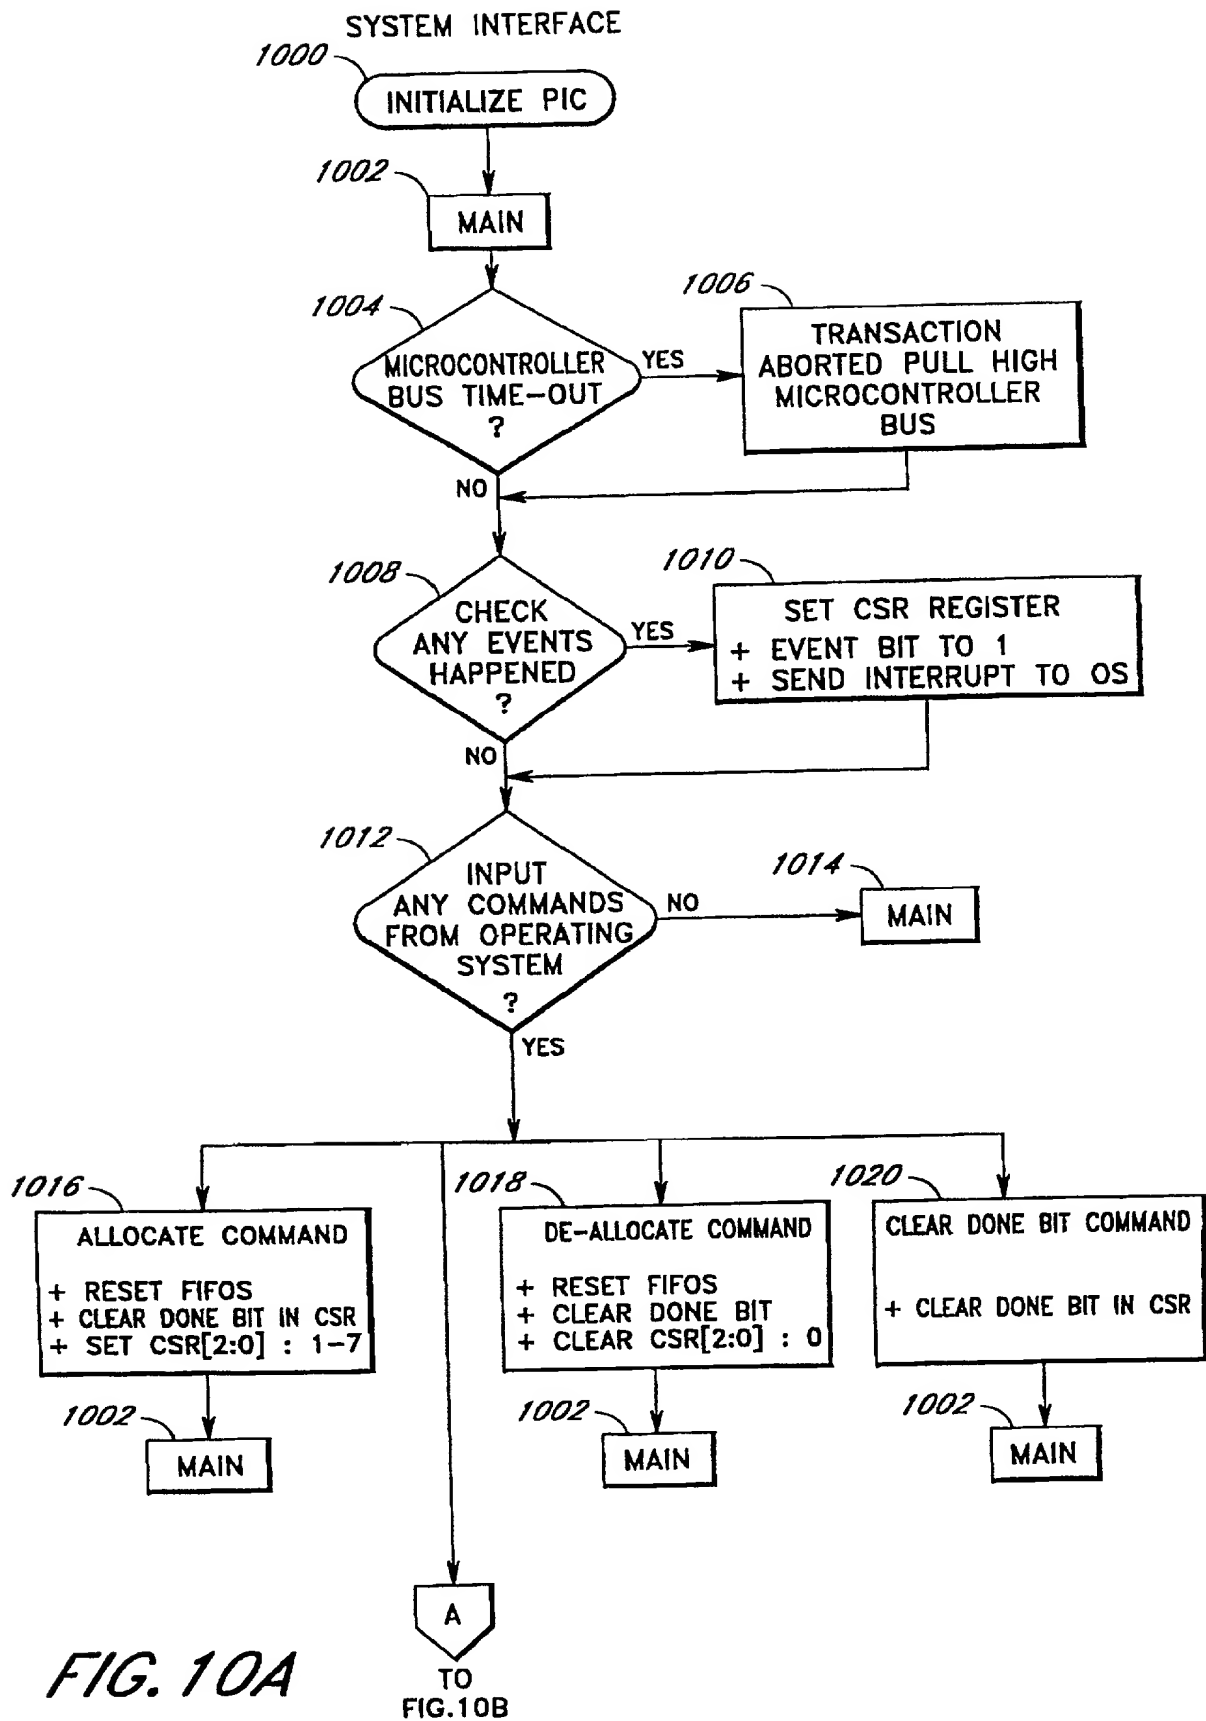 SYSTEM INTERFACE
1000
INITIALIZE PIC
1002
MAIN
1004
MICROCONTROLLER
BUS TIME-OUT
?
YES
NO
1006
TRANSACTION
ABORTED PULL HIGH
MICROCONTROLLER
BUS
1008
CHECK
ANY EVENTS
HAPPENED
?
YES
NO
1010
SET CSR REGISTER
+ EVENT BIT TO 1
+ SEND INTERRUPT TO OS
1012
INPUT
ANY COMMANDS
FROM OPERATING
SYSTEM
?
NO
YES
1014
MAIN
1016
ALLOCATE COMMAND
+ RESET FIFOS
+ CLEAR DONE BIT IN CSR
+ SET CSR[2:0] : 1-7
1002
MAIN
1018
DE-ALLOCATE COMMAND
+ RESET FIFOS
+ CLEAR DONE BIT
+ CLEAR CSR[2:0] : 0
1002
MAIN
1020
CLEAR DONE BIT COMMAND
+ CLEAR DONE BIT IN CSR
1002
MAIN
A
TO
FIG.10B
FIG. 10A